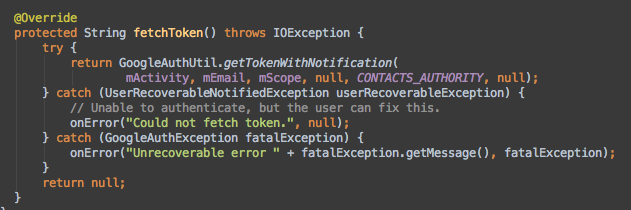 @Override
protected String fetchToken() throws IOException {
    try {
        return GoogleAuthUtil.getTokenWithNotification(
                mActivity, mEmail, mScope, null, CONTACTS_AUTHORITY, null);
    } catch (UserRecoverableNotifiedException userRecoverableException) {
        // Unable to authenticate, but the user can fix this.
        onError("Could not fetch token.", null);
    } catch (GoogleAuthException fatalException) {
        onError("Unrecoverable error " + fatalException.getMessage(), fatalException);
    }
    return null;
}